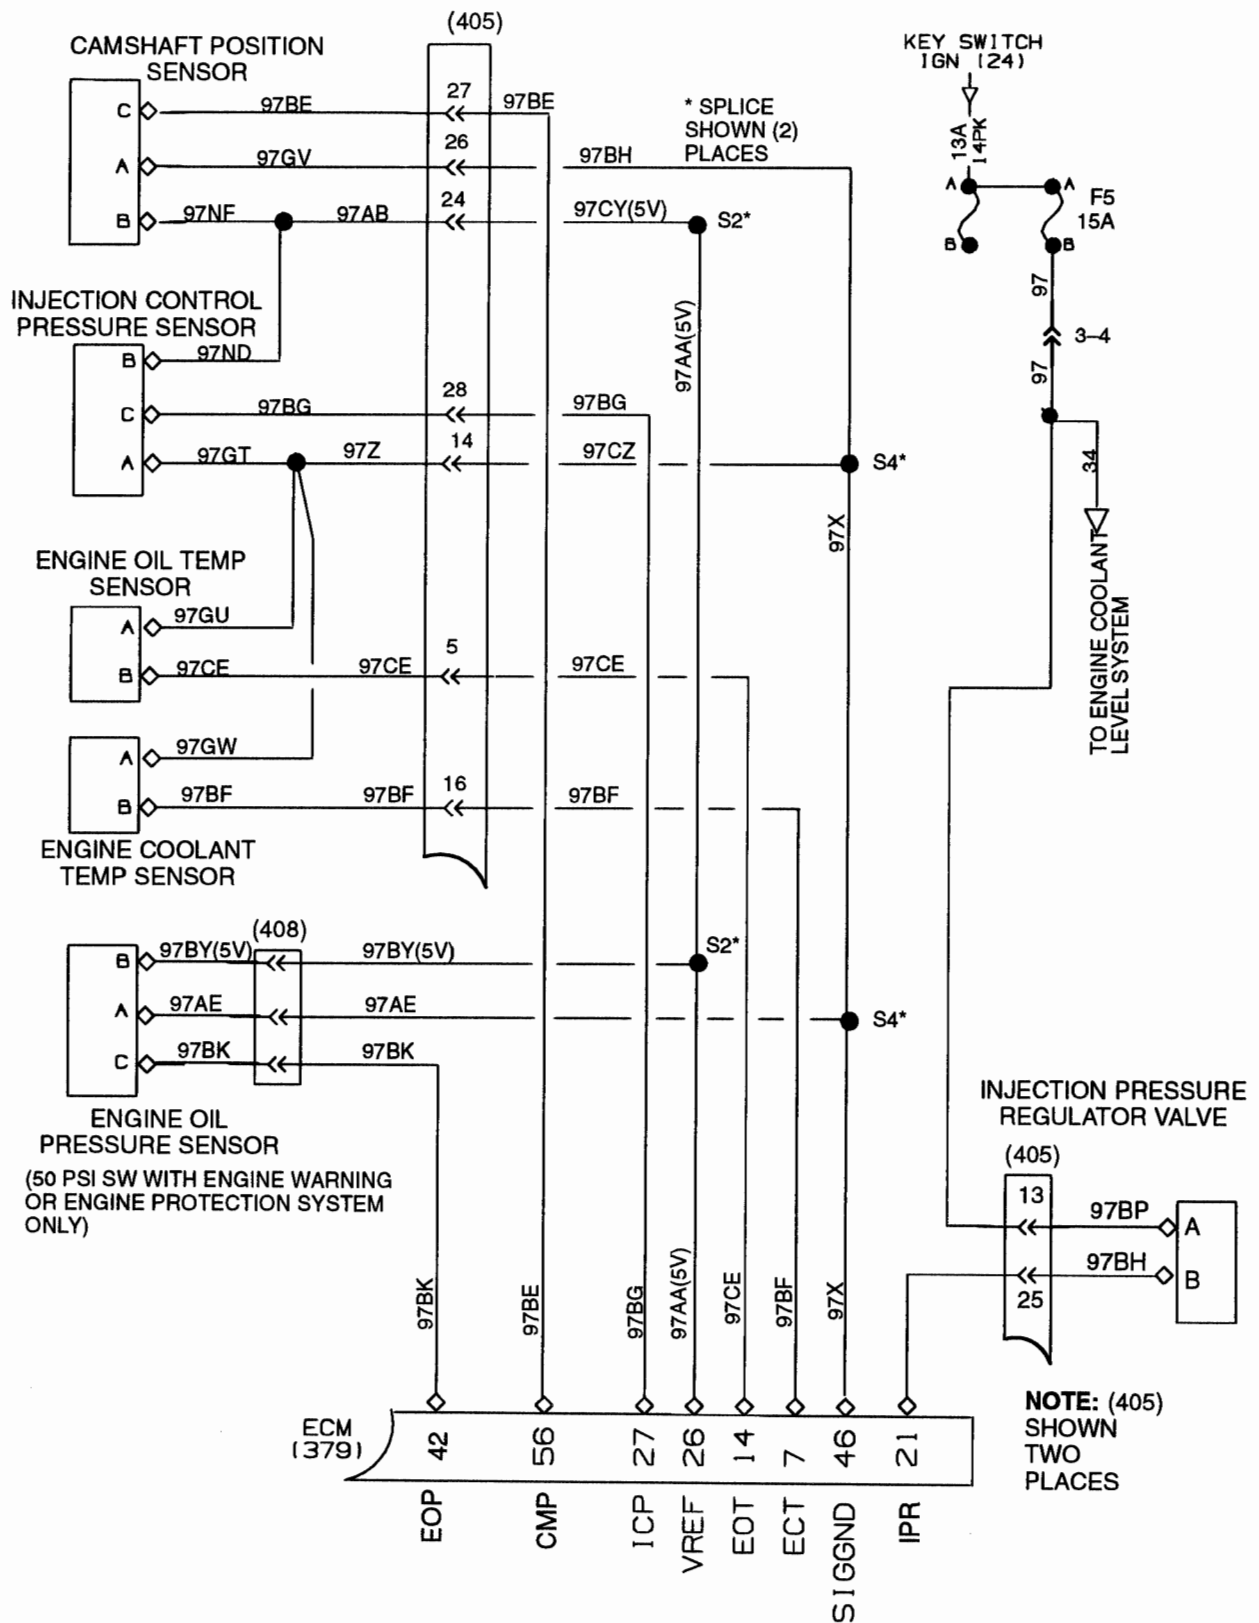 (405)
CAMSHAFT POSITION
SENSOR
C
97BE
27
97BE
A
97GV
26
97BH
B
97NF
97AB
24
97CY(5V)
S2*
* SPLICE
SHOWN (2)
PLACES
KEY SWITCH
IGN (24)
13A
14PK
A
A
F5
15A
B
B
97
3–4
97
34
TO ENGINE COOLANT
LEVEL SYSTEM
INJECTION CONTROL
PRESSURE SENSOR
B
97ND
97AA(5V)
C
97BG
28
97BG
A
97GT
97Z
14
97CZ
S4*
97X
ENGINE OIL TEMP
SENSOR
A
97GU
B
97CE
97CE
5
97CE
A
97GW
B
97BF
97BF
16
97BF
ENGINE COOLANT
TEMP SENSOR
(408)
B
97BY(5V)
97BY(5V)
S2*
A
97AE
97AE
S4*
C
97BK
97BK
ENGINE OIL
PRESSURE SENSOR
(50 PSI SW WITH ENGINE WARNING
OR ENGINE PROTECTION SYSTEM
ONLY)
INJECTION PRESSURE
REGULATOR VALVE
(405)
13
97BP
A
97BH
B
25
97BK
97BE
97BG
97AA(5V)
97CE
97BF
97X
NOTE: (405)
SHOWN
TWO
PLACES
ECM
(379)
42
56
27
26
14
7
46
21
EOP
CMP
ICP
VREF
EOT
ECT
SIGGND
IPR